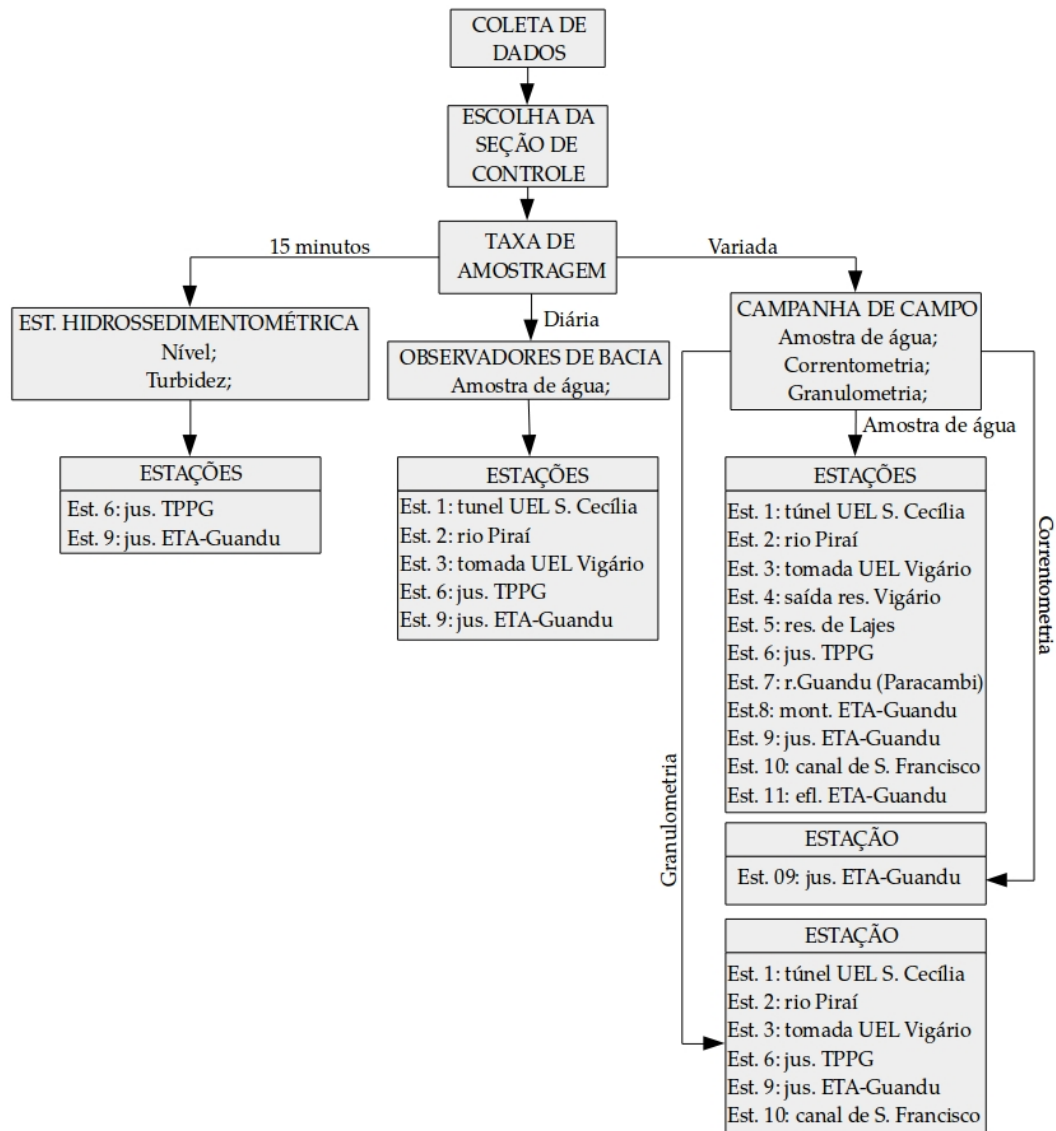 COLETA DE
DADOS
ESCOLHA DA
SEÇÃO DE
CONTROLE
TAXA DE
AMOSTRAGEM
15 minutos
EST. HIDROSSEDIMENTOMÉTRICA
Nível;
Turbidez;
ESTAÇÕES
Est. 6: jus. TPPG
Est. 9: jus. ETA-Guandu
Diária
OBSERVADORES DE BACIA
Amostra de água;
ESTAÇÕES
Est. 1: tunel UEL S. Cecília
Est. 2: rio Piraí
Est. 3: tomada UEL Vigário
Est. 6: jus. TPPG
Est. 9: jus. ETA-Guandu
Variada
CAMPANHA DE CAMPO
Amostra de água;
Correntometria;
Granulometria;
Amostra de água
ESTAÇÕES
Est. 1: túnel UEL S. Cecília
Est. 2: rio Piraí
Est. 3: tomada UEL Vigário
Est. 4: saída res. Vigário
Est. 5: res. de Lajes
Est. 6: jus. TPPG
Est. 7: r.Guandu (Paracambi)
Est.8: mont. ETA-Guandu
Est. 9: jus. ETA-Guandu
Est. 10: canal de S. Francisco
Est. 11: efl. ETA-Guandu
Correntometria
ESTAÇÃO
Est. 09: jus. ETA-Guandu
Granulometria
ESTAÇÃO
Est. 1: túnel UEL S. Cecília
Est. 2: rio Piraí
Est. 3: tomada UEL Vigário
Est. 6: jus. TPPG
Est. 9: jus. ETA-Guandu
Est. 10: canal de S. Francisco